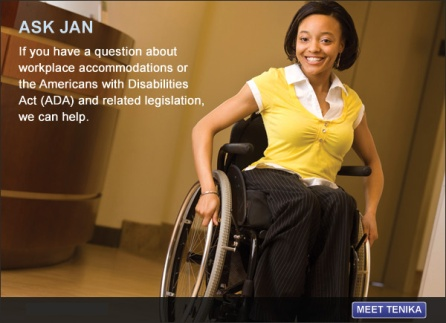 ASK JAN
If you have a question about
workplace accommodations or
the Americans with Disabilities
Act (ADA) and related legislation,
we can help.
MEET TENIKA